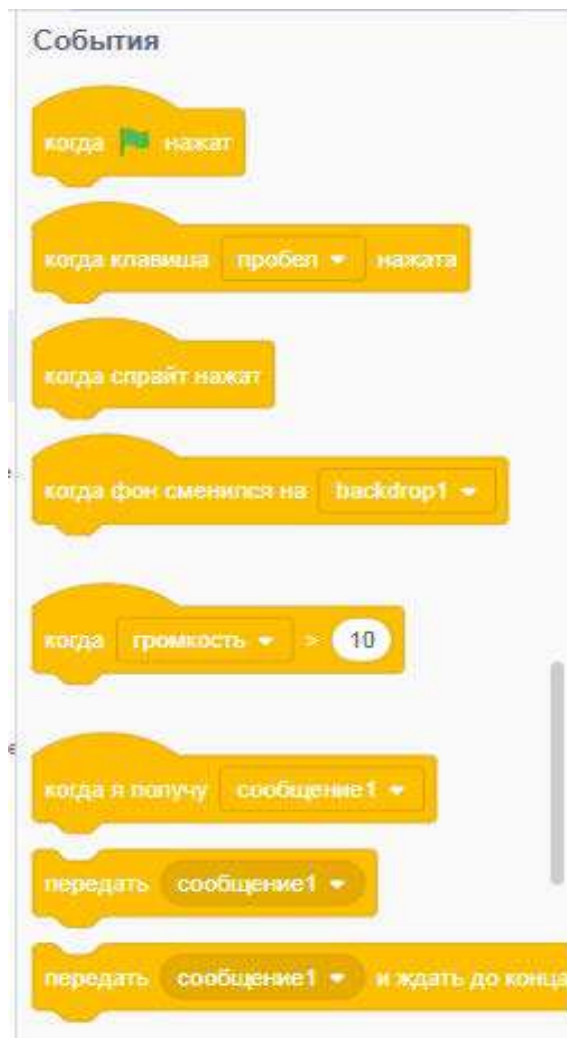 События
когда нажат
когда клавиша пробел нажата
когда спрайт нажат
когда фон сменился на backdrop1
когда громкость > 10
когда я получу сообщение1
передать сообщение1
передать сообщение1 и ждать до конца